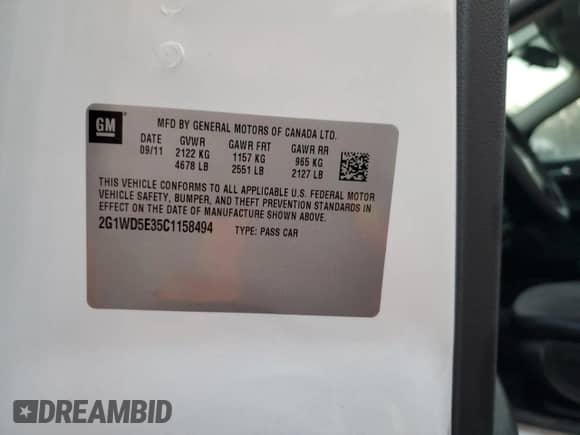 GM
MFD BY GENERAL MOTORS OF CANADA LTD.
DATE GVWR GAWR FRT GAWR RR
09/11 2122 KG 1157 KG 965 KG
4678 LB 2551 LB 2127 LB
THIS VEHICLE CONFORMS TO ALL APPLICABLE U.S. FEDERAL MOTOR
VEHICLE SAFETY, BUMPER, AND THEFT PREVENTION STANDARDS IN
EFFECT ON THE DATE OF MANUFACTURE SHOWN ABOVE.
2G1WD5E35C1158494 TYPE: PASS CAR
DREAMBID